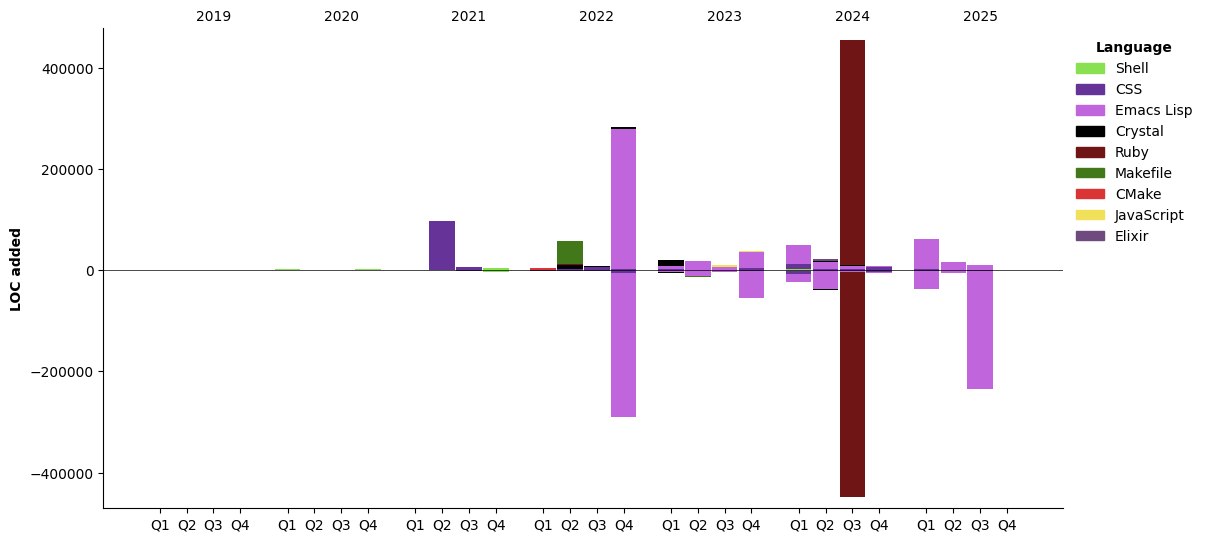 2019 2020 2021 2022 2023 2024 2025
Language
Shell
CSS
Emacs Lisp
Crystal
Ruby
Makefile
CMake
JavaScript
Elixir
LOC added
400000
200000
0
−200000
−400000
Q1 Q2 Q3 Q4 Q1 Q2 Q3 Q4 Q1 Q2 Q3 Q4 Q1 Q2 Q3 Q4 Q1 Q2 Q3 Q4 Q1 Q2 Q3 Q4 Q1 Q2 Q3 Q4